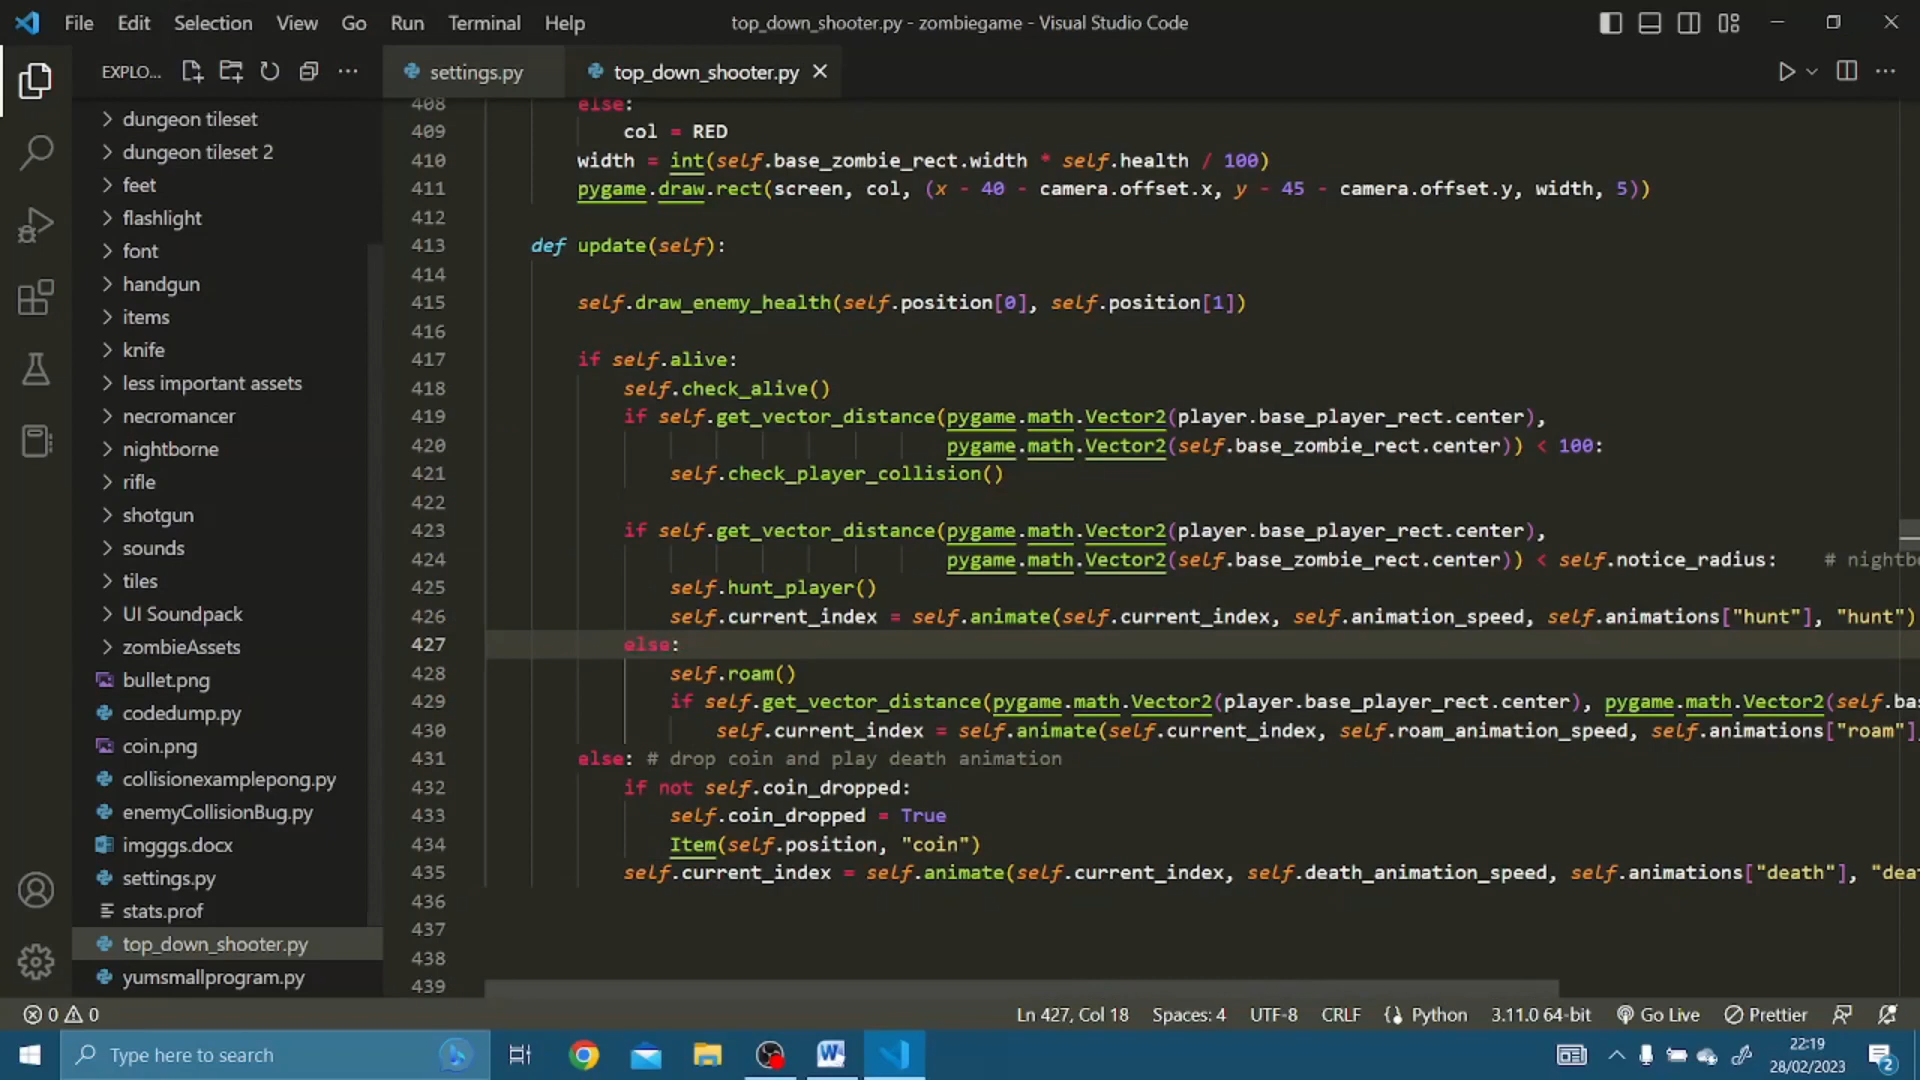 File Edit Selection View Go Run Terminal Help
top_down_shooter.py - zombiegame - Visual Studio Code
EXPLO...
settings.py
top_down_shooter.py
dungeon tileset
dungeon tileset 2
feet
flashlight
font
handgun
items
knife
less important assets
necromancer
nightborne
rifle
shotgun
sounds
tiles
UI Soundpack
zombieAssets
bullet.png
codedump.py
coin.png
collisionexamplepong.py
enemyCollisionBug.py
imgggs.docx
settings.py
stats.prof
top_down_shooter.py
yumsmallprogram.py
408 else:
409 col = RED
410 width = int(self.base_zombie_rect.width * self.health / 100)
411 pygame.draw.rect(screen, col, (x - 40 - camera.offset.x, y - 45 - camera.offset.y, width, 5))
412
413 def update(self):
414
415 self.draw_enemy_health(self.position[0], self.position[1])
416
417 if self.alive:
418 self.check_alive()
419 if self.get_vector_distance(pygame.math.Vector2(player.base_player_rect.center),
420 pygame.math.Vector2(self.base_zombie_rect.center)) < 100:
421 self.check_player_collision()
422
423 if self.get_vector_distance(pygame.math.Vector2(player.base_player_rect.center),
424 pygame.math.Vector2(self.base_zombie_rect.center)) < self.notice_radius: # nightbo
425 self.hunt_player()
426 self.current_index = self.animate(self.current_index, self.animation_speed, self.animations["hunt"], "hunt")
427 else:
428 self.roam()
429 if self.get_vector_distance(pygame.math.Vector2(player.base_player_rect.center), pygame.math.Vector2(self.bas
430 self.current_index = self.animate(self.current_index, self.roam_animation_speed, self.animations["roam"],
431 else: # drop coin and play death animation
432 if not self.coin_dropped:
433 self.coin_dropped = True
434 Item(self.position, "coin")
435 self.current_index = self.animate(self.current_index, self.death_animation_speed, self.animations["death"], "deat
436
437
438
439
0 0
Ln 427, Col 18 Spaces: 4 UTF-8 CRLF Python 3.11.0 64-bit Go Live Prettier
Type here to search
22:19
28/02/2023
2